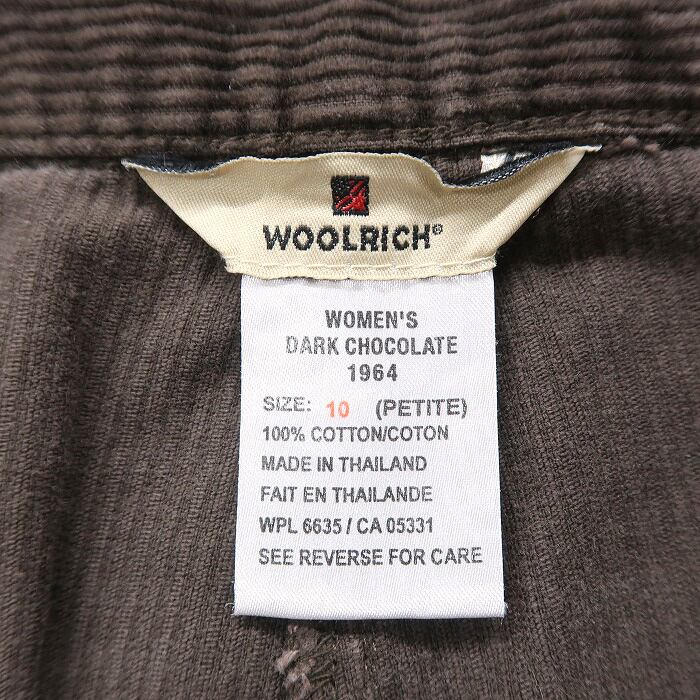 WOOLRICH®
WOMEN'S
DARK CHOCOLATE
1964
SIZE: 10 (PETITE)
100% COTTON/COTON
MADE IN THAILAND
FAIT EN THAILANDE
WPL 6635 / CA 05331
SEE REVERSE FOR CARE